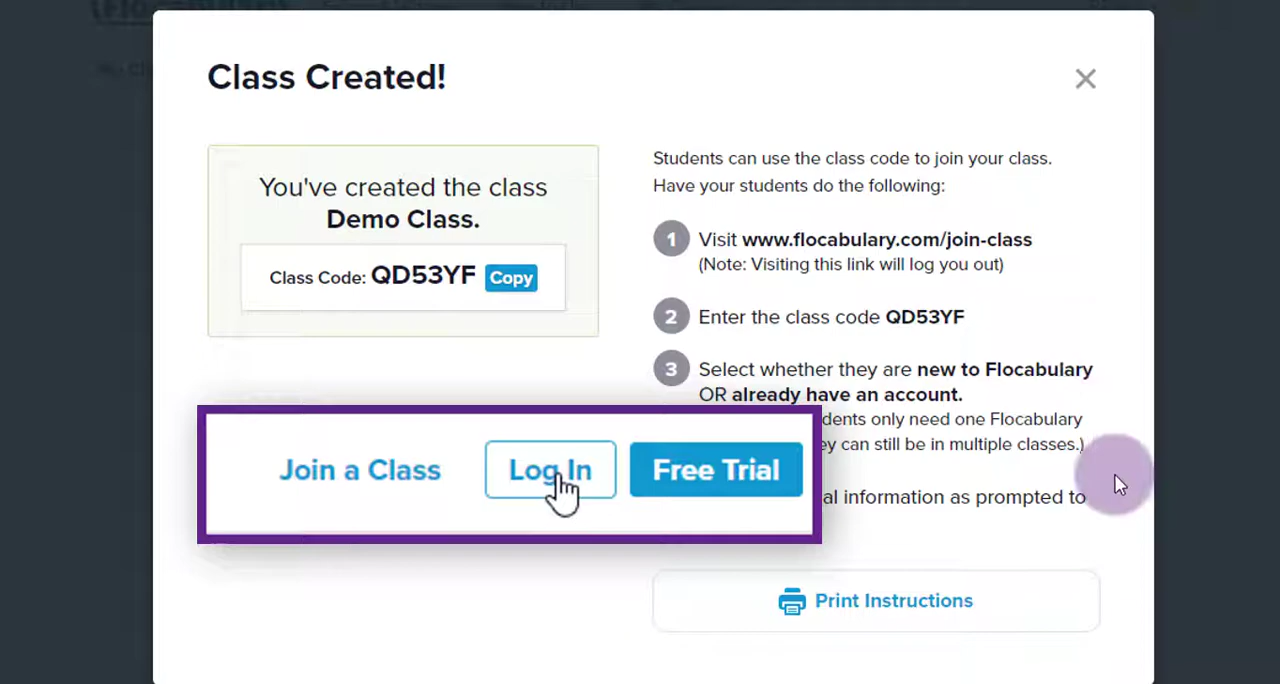 Class Created!
You've created the class
Demo Class.
Class Code: QD53YF Copy
Students can use the class code to join your class.
Have your students do the following:
1 Visit www.flocabulary.com/join-class
(Note: Visiting this link will log you out)
2 Enter the class code QD53YF
3 Select whether they are new to Flocabulary
OR already have an account.
only need one Flocabulary
can still be in multiple classes.)
information as prompted to
Join a Class Log In Free Trial
Print Instructions